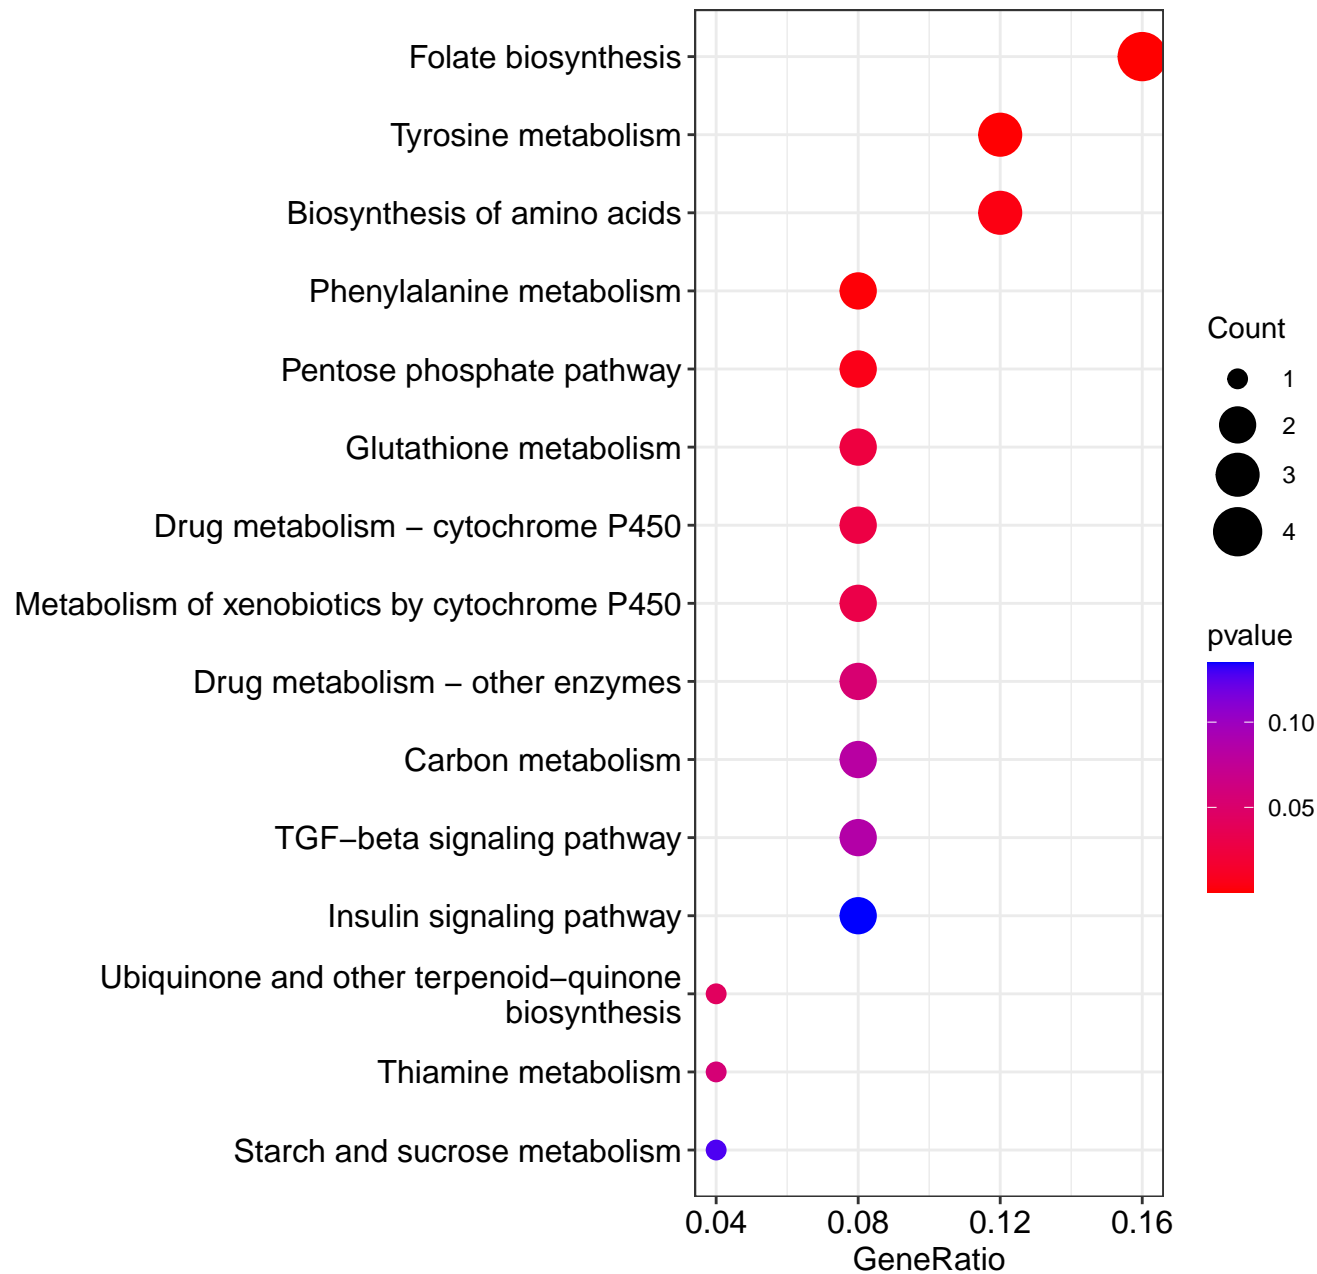 Folate biosynthesis
Tyrosine metabolism
Biosynthesis of amino acids
Phenylalanine metabolism
Pentose phosphate pathway
Glutathione metabolism
Drug metabolism − cytochrome P450
Metabolism of xenobiotics by cytochrome P450
Drug metabolism − other enzymes
Carbon metabolism
TGF−beta signaling pathway
Insulin signaling pathway
Ubiquinone and other terpenoid−quinone
biosynthesis
Thiamine metabolism
Starch and sucrose metabolism
0.04 0.08 0.12 0.16
GeneRatio
Count
1
2
3
4
pvalue
0.10
0.05